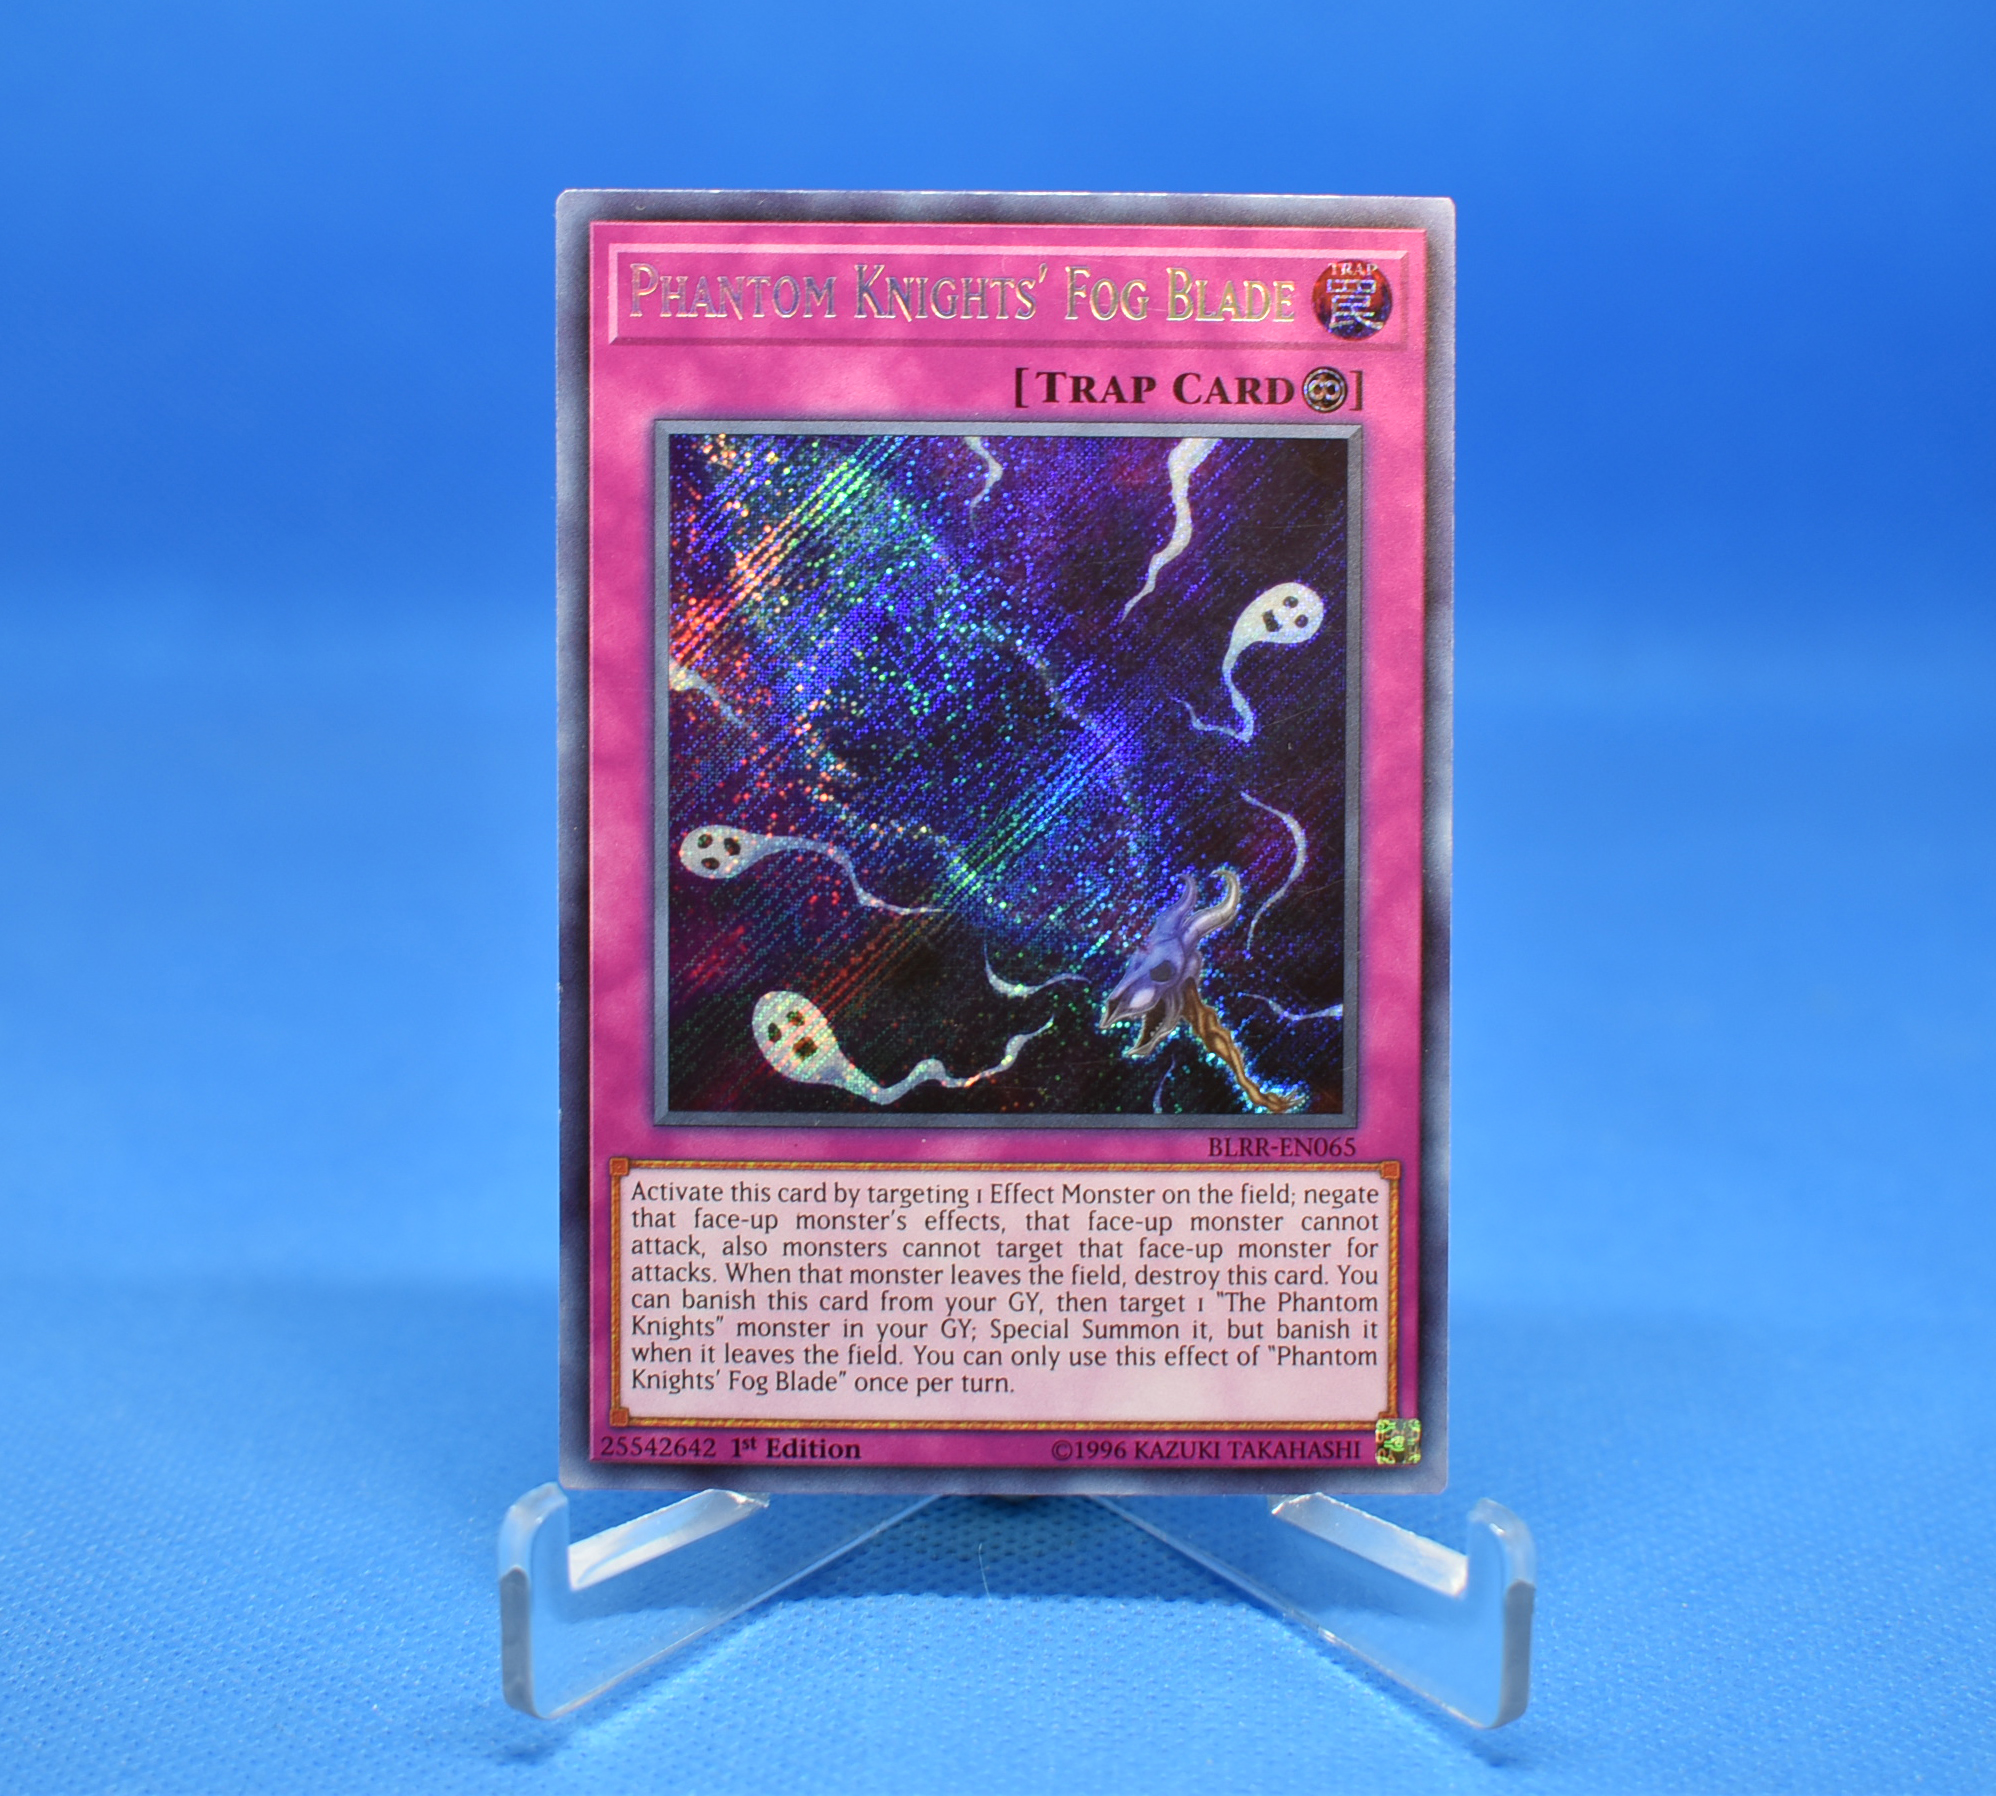 PHANTOM KNIGHTS' FOG BLADE
TRAP
罠
[TRAP CARD]
BLRR-EN065
Activate this card by targeting 1 Effect Monster on the field; negate
that face-up monster's effects, that face-up monster cannot
attack, also monsters cannot target that face-up monster for
attacks. When that monster leaves the field, destroy this card. You
can banish this card from your GY, then target 1 "The Phantom
Knights" monster in your GY; Special Summon it, but banish it
when it leaves the field. You can only use this effect of "Phantom
Knights' Fog Blade" once per turn.
25542642 1st Edition
©1996 KAZUKI TAKAHASHI